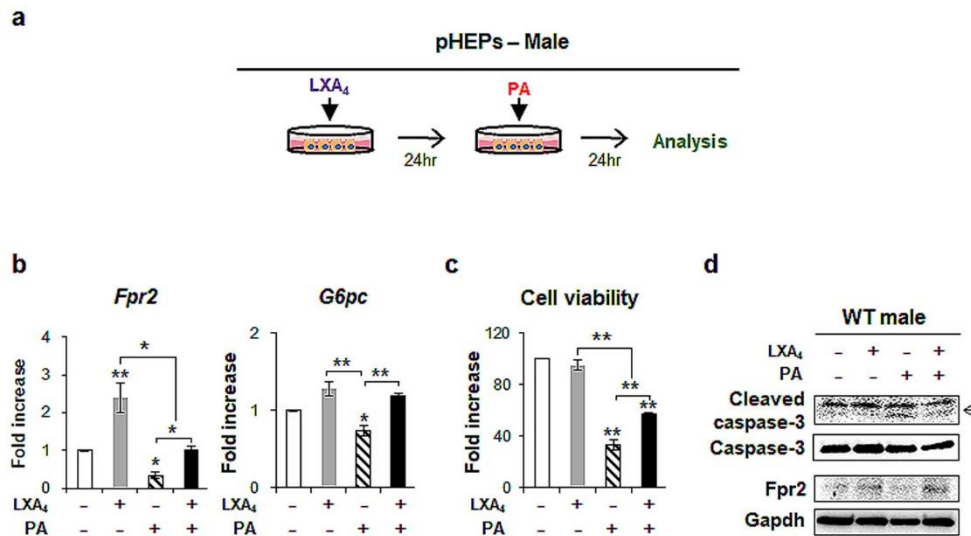 a
pHEPs – Male
LXA4 PA
24hr 24hr Analysis
b
Fpr2
Fold increase
4
3
2
1
0
**
*
*
*
LXA4 – + – +
PA – – + +
G6pc
Fold increase
2
1
0
**
**
*
LXA4 – + – +
PA – – + +
c
Cell viability
Fold increase
120
80
40
0
**
**
**
**
LXA4 – + – +
PA – – + +
d
WT male
LXA4 – + – +
PA – – + +
Cleaved
caspase-3
Caspase-3
Fpr2
Gapdh